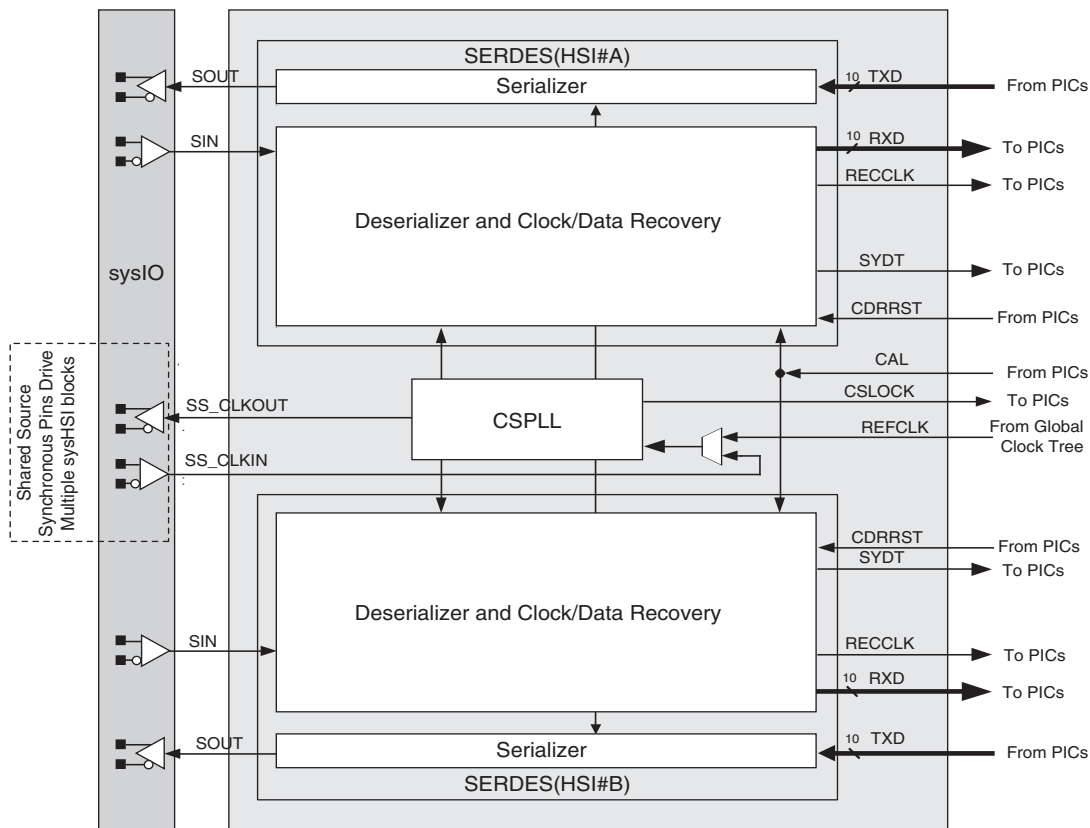 SERDES(HSI#A)
SOUT
Serializer
10 TXD
From PICs
SIN
10 RXD
To PICs
RECCLK
To PICs
Deserializer and Clock/Data Recovery
sysIO
SYDT
To PICs
CDRRST
From PICs
CAL
From PICs
Shared Source
Synchronous Pins Drive
Multiple sysHSI blocks
SS_CLKOUT
CSPLL
CSLOCK
To PICs
REFCLK
From Global
Clock Tree
SS_CLKIN
CDRRST
From PICs
SYDT
To PICs
Deserializer and Clock/Data Recovery
SIN
RECCLK
To PICs
10 RXD
To PICs
SOUT
Serializer
10 TXD
From PICs
SERDES(HSI#B)